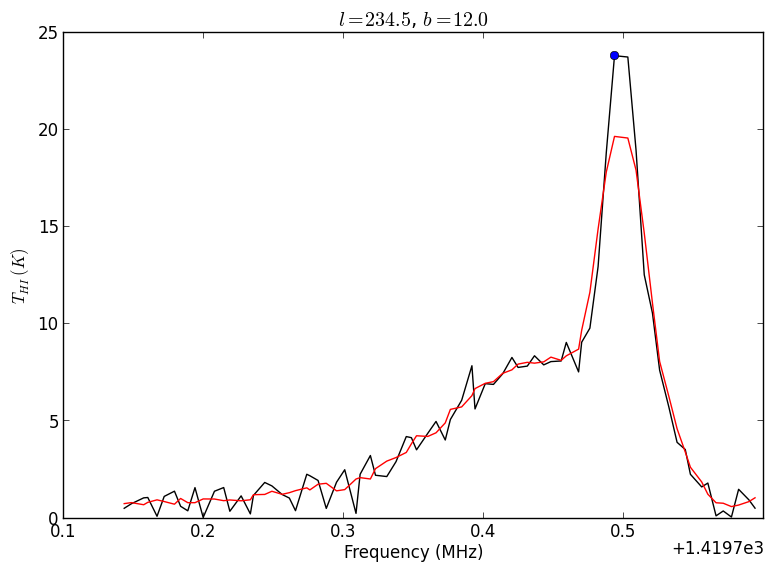 l = 234.5, b = 12.0
25
20
15
10
5
0
T_HI (K)
0.1 0.2 0.3 0.4 0.5
Frequency (MHz)
+1.4197e3